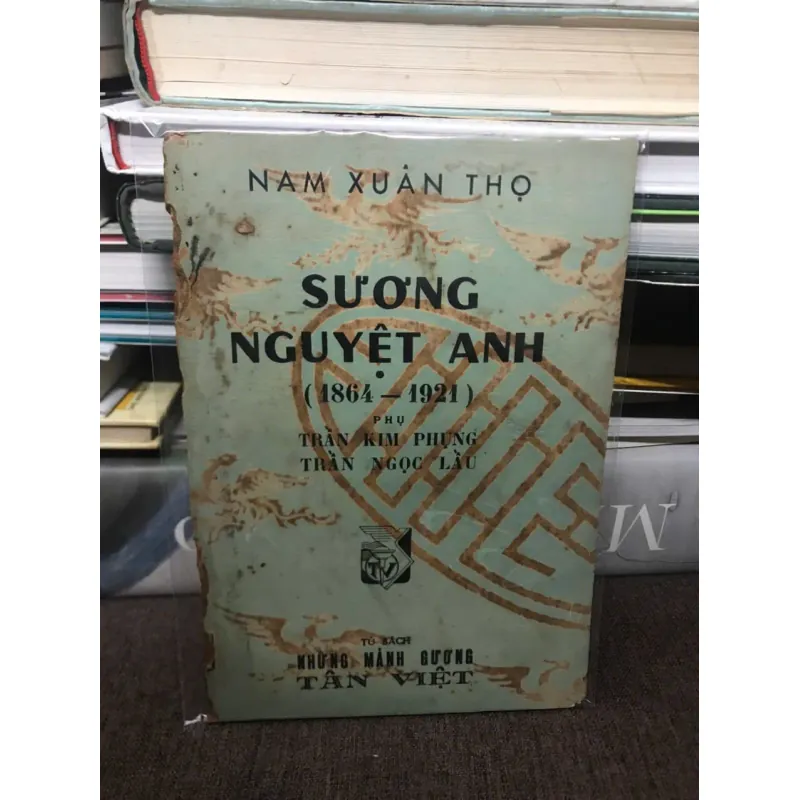 NAM XUÂN THỌ
SƯƠNG
NGUYỆT ANH
(1864 — 1921)
PHỤ
TRẦN KIM PHỤNG
TRẦN NGỌC LẦU
TV
TỦ SÁCH
NHỮNG MẢNH GƯƠNG
TÂN VIỆT